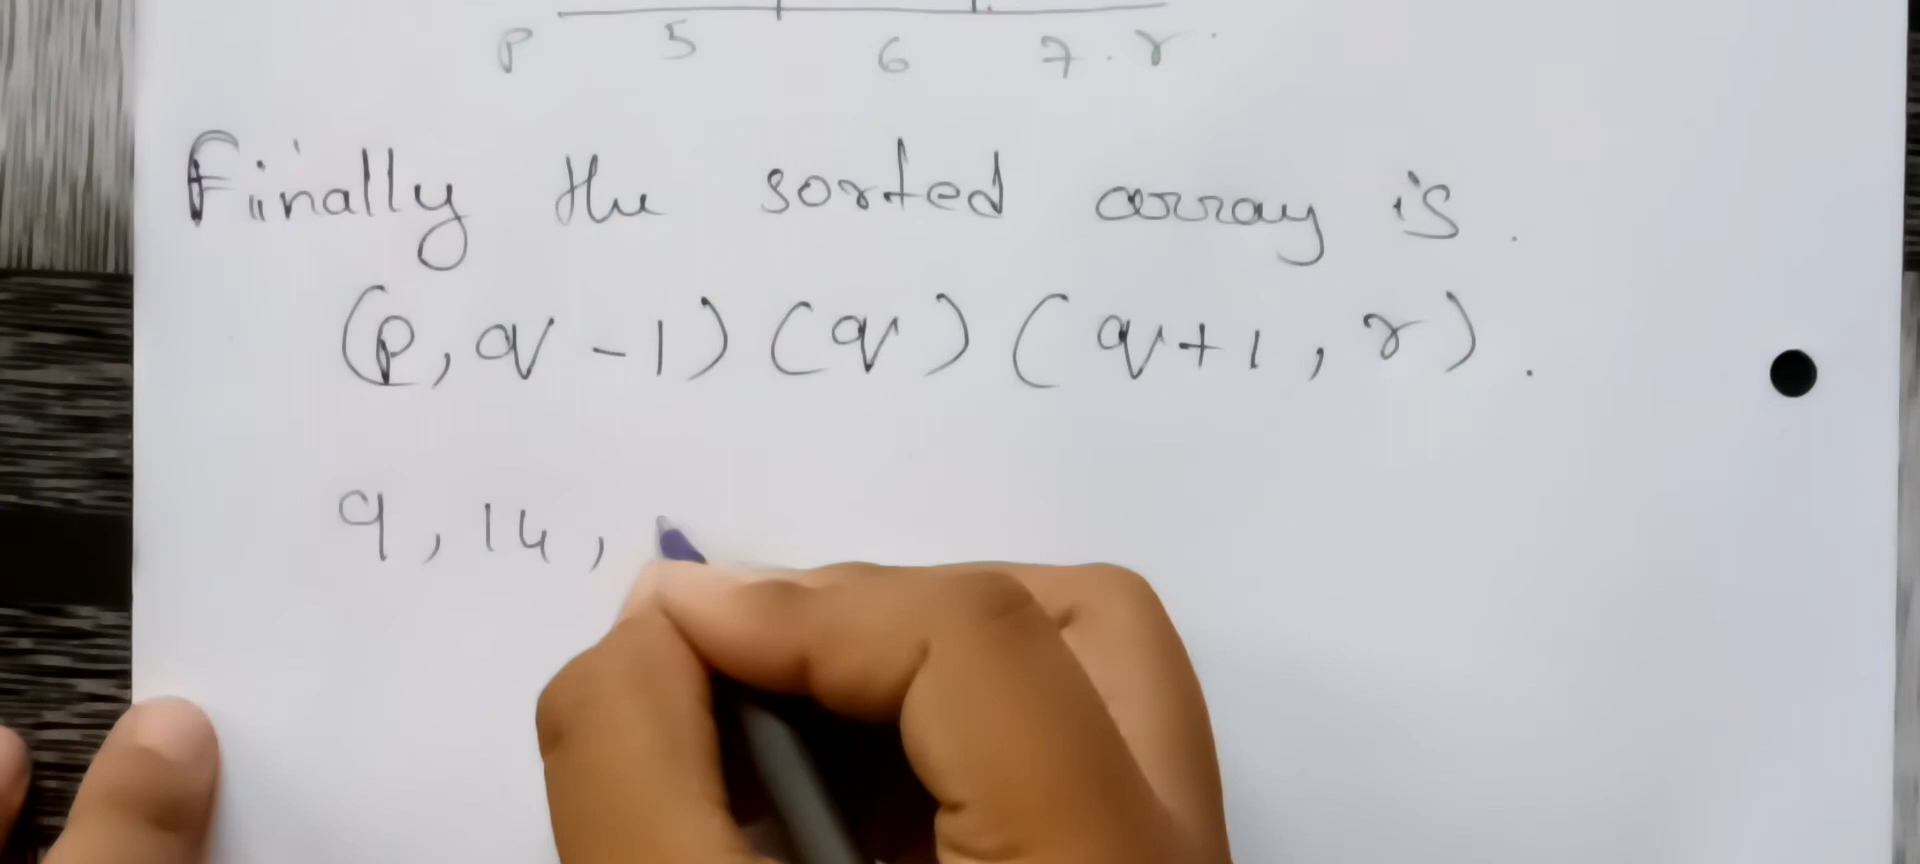 p 5 6 7. r.
Finally the sorted array is.
(p, q-1) (q) (q+1, r).
9, 14,